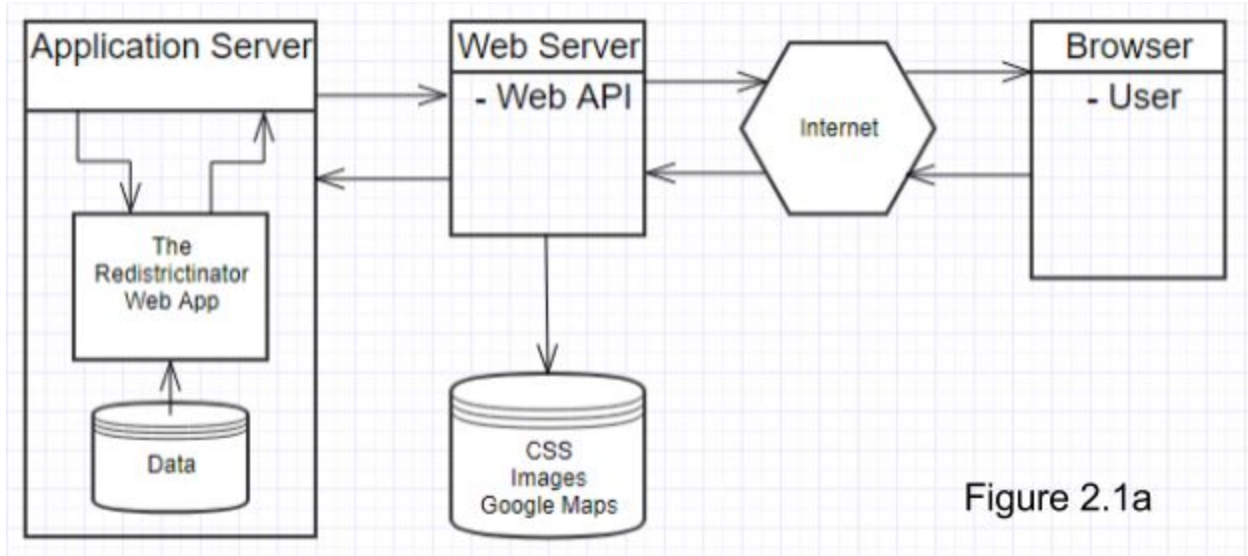 Application Server
The
Redistrictinator
Web App
Data
Web Server
- Web API
CSS
Images
Google Maps
Internet
Browser
- User
Figure 2.1a